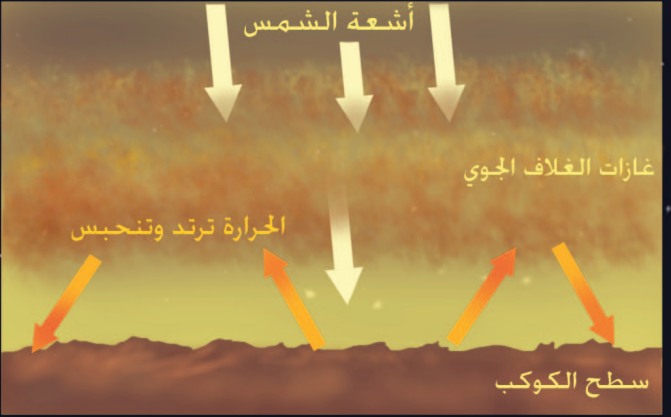 أشعة الشمس
غازات الغلاف الجوي
الحرارة ترتد وتنحبس
سطح الكوكب